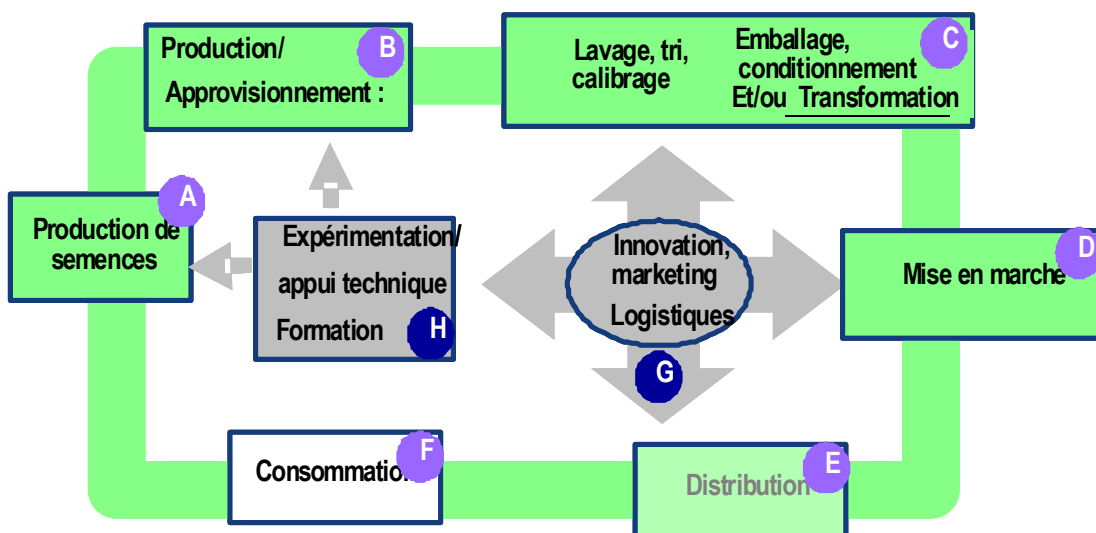 Production/
Approvisionnement :
B
Lavage, tri,
calibrage
Emballage,
conditionnement
Et/ou Transformation
C
A
Production de
semences
Expérimentation/
appui technique
Formation
H
Innovation,
marketing
Logistiques
G
Mise en marché
D
Consommatio
F
Distribution
E